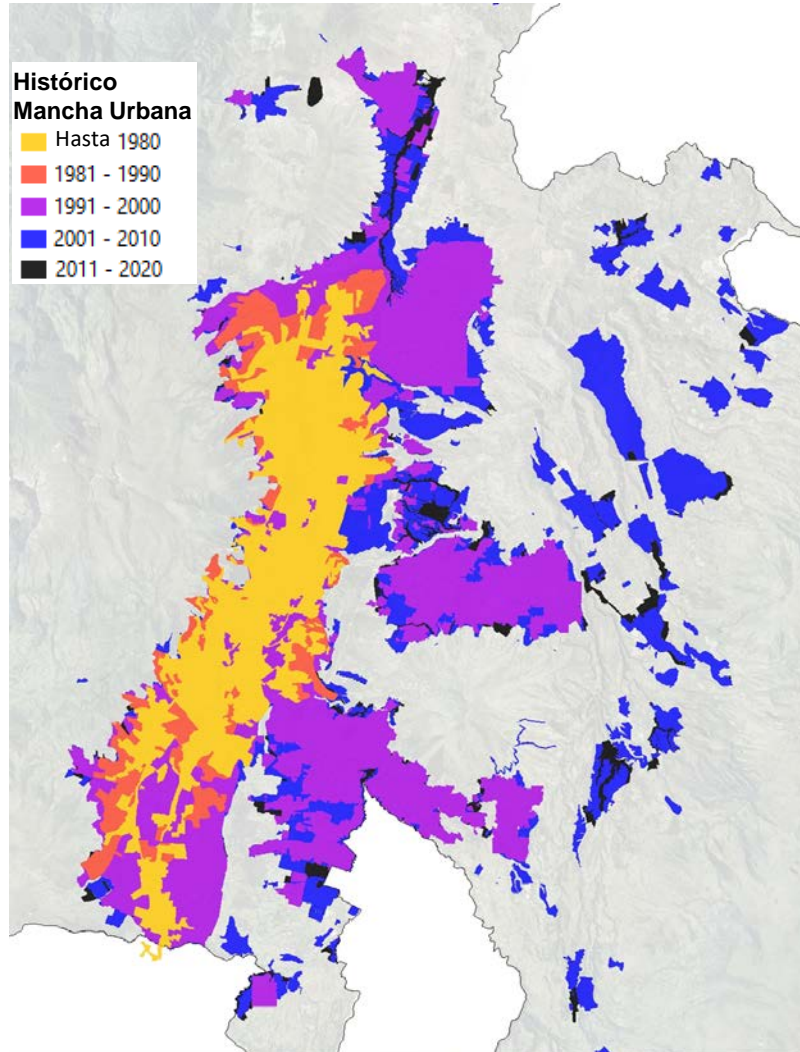 Histórico
Mancha Urbana
Hasta 1980
1981 - 1990
1991 - 2000
2001 - 2010
2011 - 2020